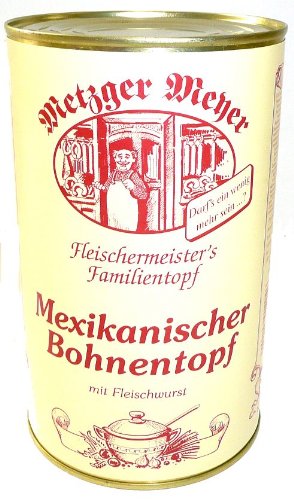 Metzger Meyer
Darf's ein wenig
mehr sein...?
Fleischermeister's
Familientopf
Mexikanischer
Bohnentopf
mit Fleischwurst